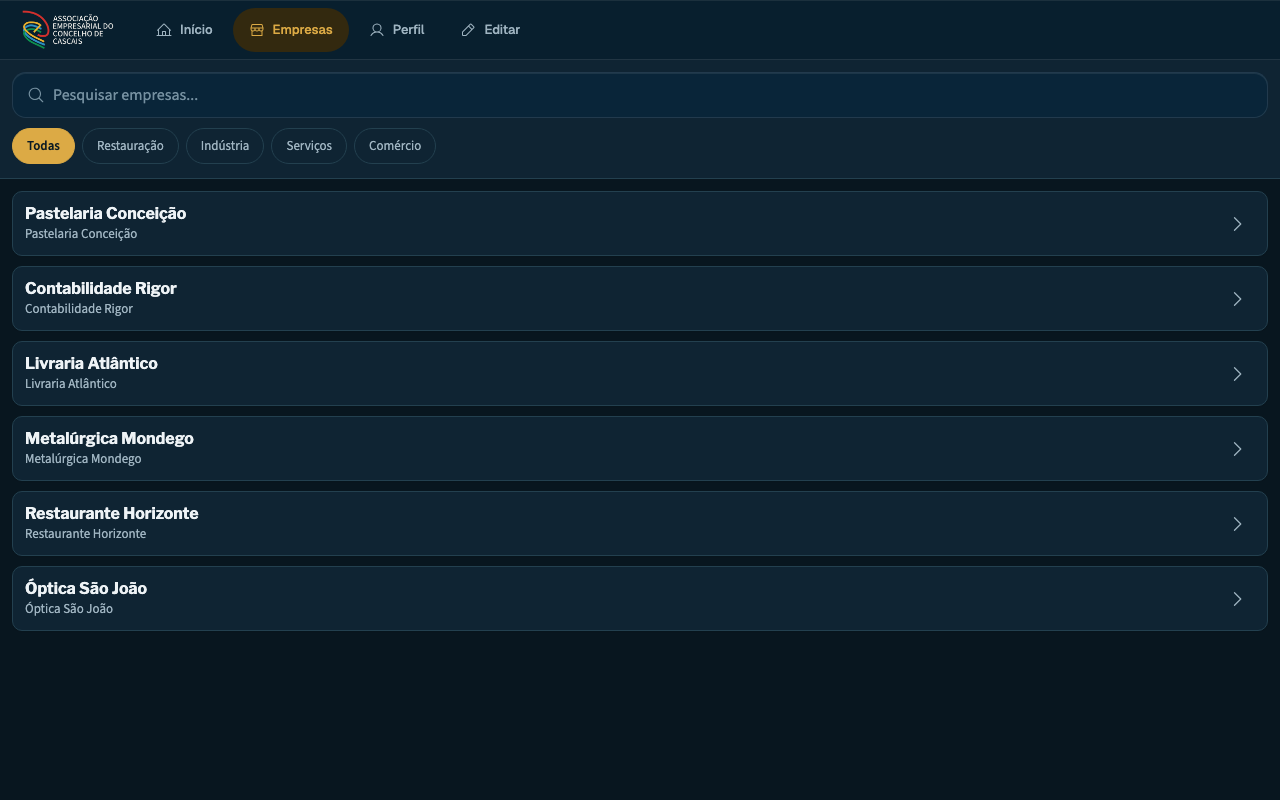 ASSOCIAÇÃO
EMPRESARIAL DO
CONCELHO DE
CASCAIS
Início
Empresas
Perfil
Editar
Pesquisar empresas...
Todas
Restauração
Indústria
Serviços
Comércio
Pastelaria Conceição
Pastelaria Conceição
Contabilidade Rigor
Contabilidade Rigor
Livraria Atlântico
Livraria Atlântico
Metalúrgica Mondego
Metalúrgica Mondego
Restaurante Horizonte
Restaurante Horizonte
Óptica São João
Óptica São João